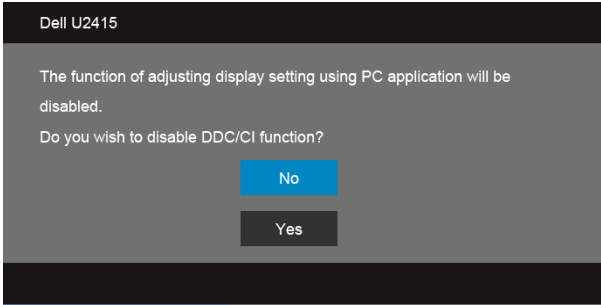 Dell U2415
The function of adjusting display setting using PC application will be
disabled.
Do you wish to disable DDC/CI function?
No
Yes